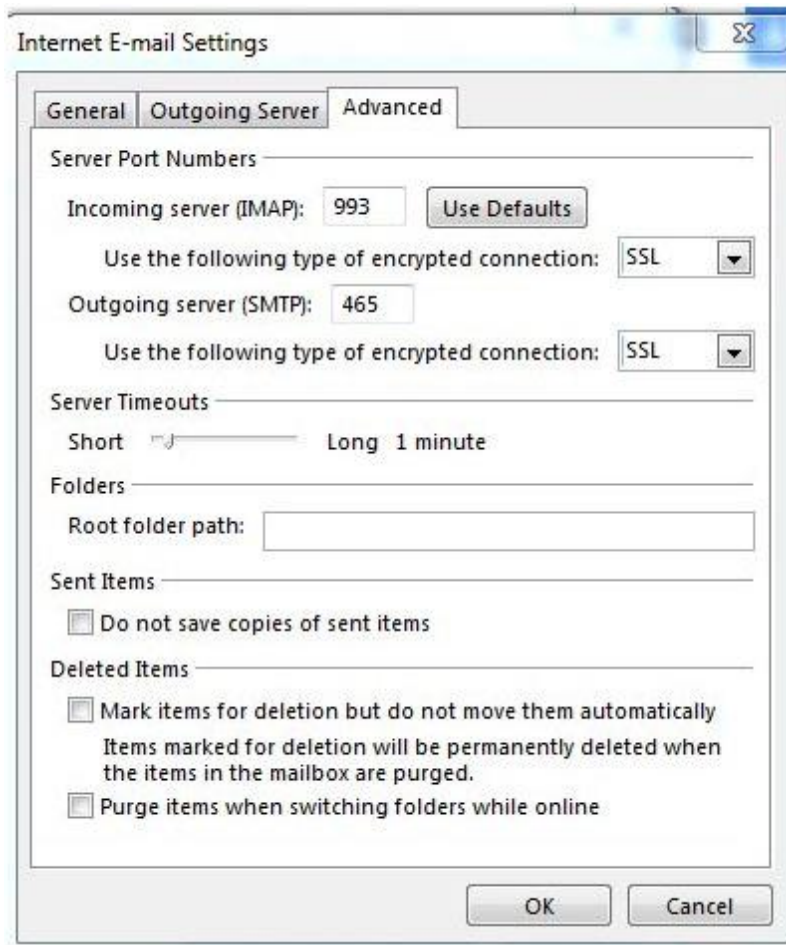 Internet E-mail Settings
General Outgoing Server Advanced
Server Port Numbers
Incoming server (IMAP): 993 Use Defaults
Use the following type of encrypted connection: SSL
Outgoing server (SMTP): 465
Use the following type of encrypted connection: SSL
Server Timeouts
Short Long 1 minute
Folders
Root folder path:
Sent Items
Do not save copies of sent items
Deleted Items
Mark items for deletion but do not move them automatically
Items marked for deletion will be permanently deleted when
the items in the mailbox are purged.
Purge items when switching folders while online
OK Cancel